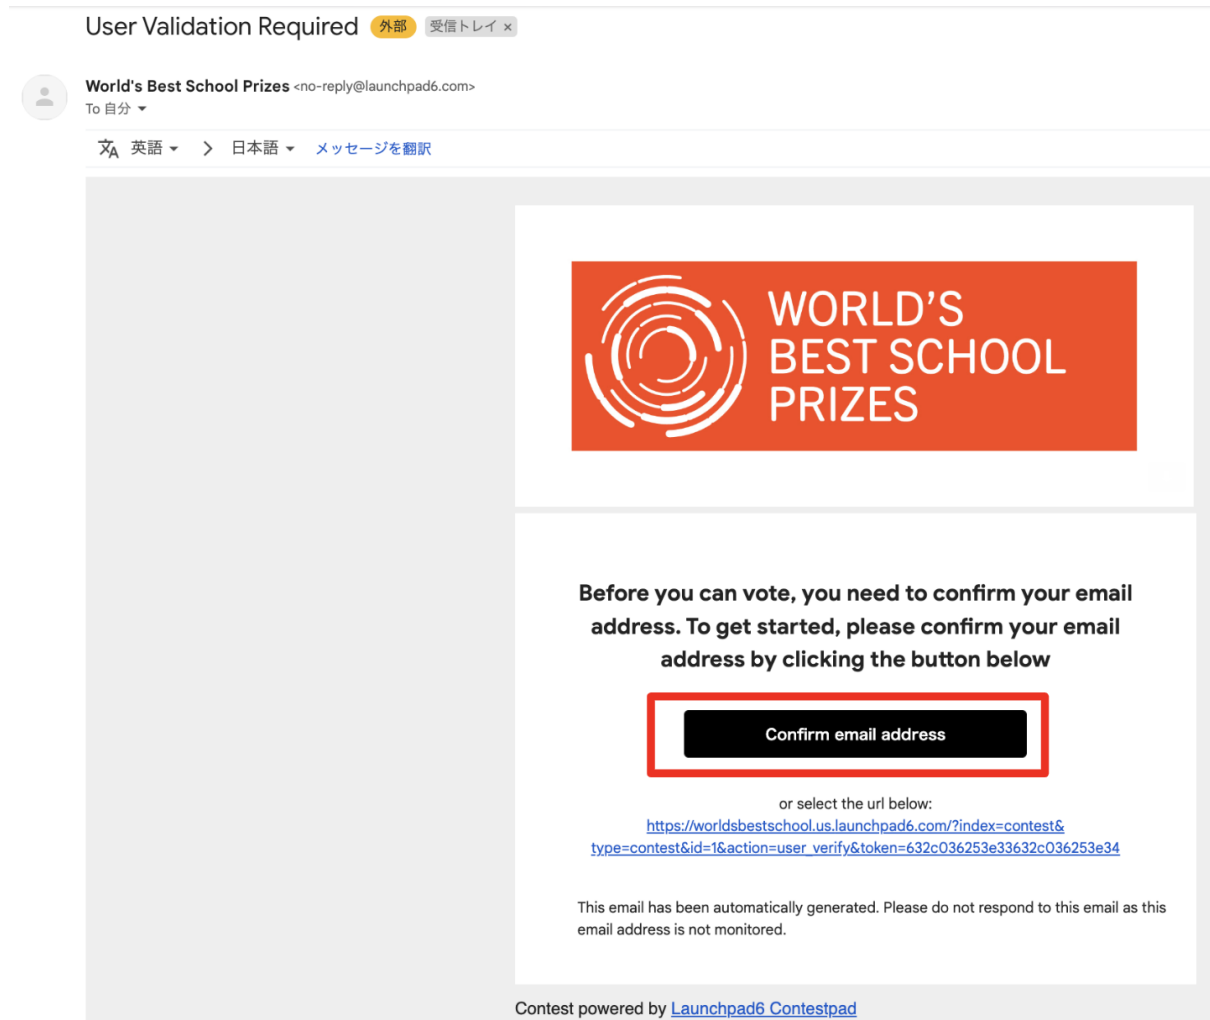 User Validation Required 外部 受信トレイ ×
World's Best School Prizes <no-reply@launchpad6.com>
To 自分
英語 日本語 メッセージを翻訳
WORLD'S
BEST SCHOOL
PRIZES
Before you can vote, you need to confirm your email
address. To get started, please confirm your email
address by clicking the button below
Confirm email address
or select the url below:
https://worldsbestschool.us.launchpad6.com/?index=contest&
type=contest&id=1&action=user_verify&token=632c036253e33632c036253e34
This email has been automatically generated. Please do not respond to this email as this
email address is not monitored.
Contest powered by Launchpad6 Contestpad